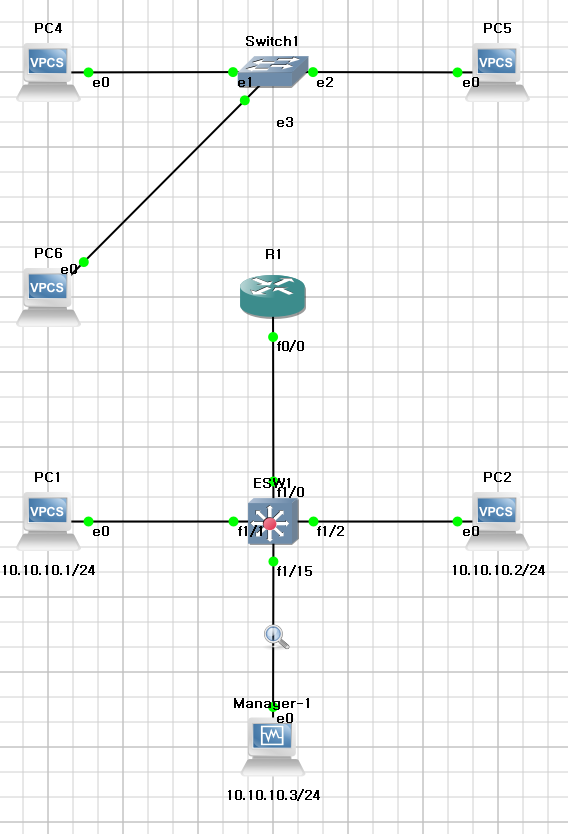 PC4
Switch1
PC5
VPCS
VPCS
e0
e1
e2
e0
e3
PC6
e0
VPCS
R1
f0/0
PC1
ESW1
PC2
f1/0
VPCS
VPCS
e0
f1/1
f1/2
e0
10.10.10.1/24
f1/15
10.10.10.2/24
Manager-1
e0
10.10.10.3/24